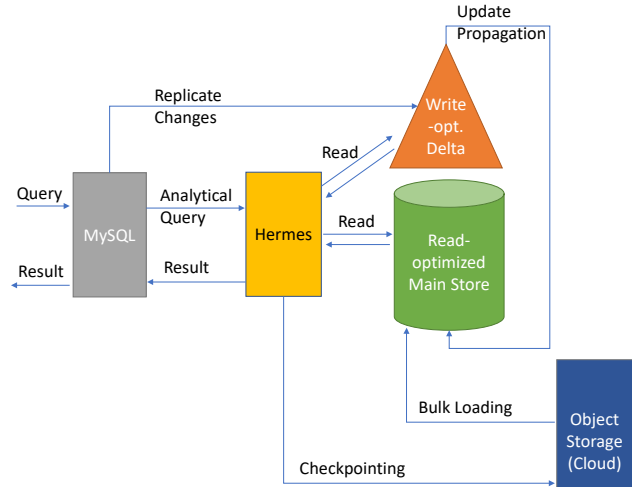 Update
Propagation
Replicate
Changes
Write
-opt.
Delta
Read
Query
Analytical
Query
MySQL
Hermes
Read
Read-
optimized
Main Store
Result
Result
Bulk Loading
Object
Storage
(Cloud)
Checkpointing